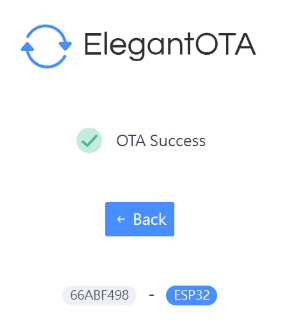 ElegantOTA
OTA Success
← Back
66ABF498 - ESP32